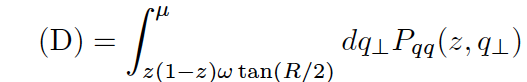 (D) = ∫_{z(1−z)ω tan(R/2)}^{μ} dq_⊥ P_{qq}(z, q_⊥)